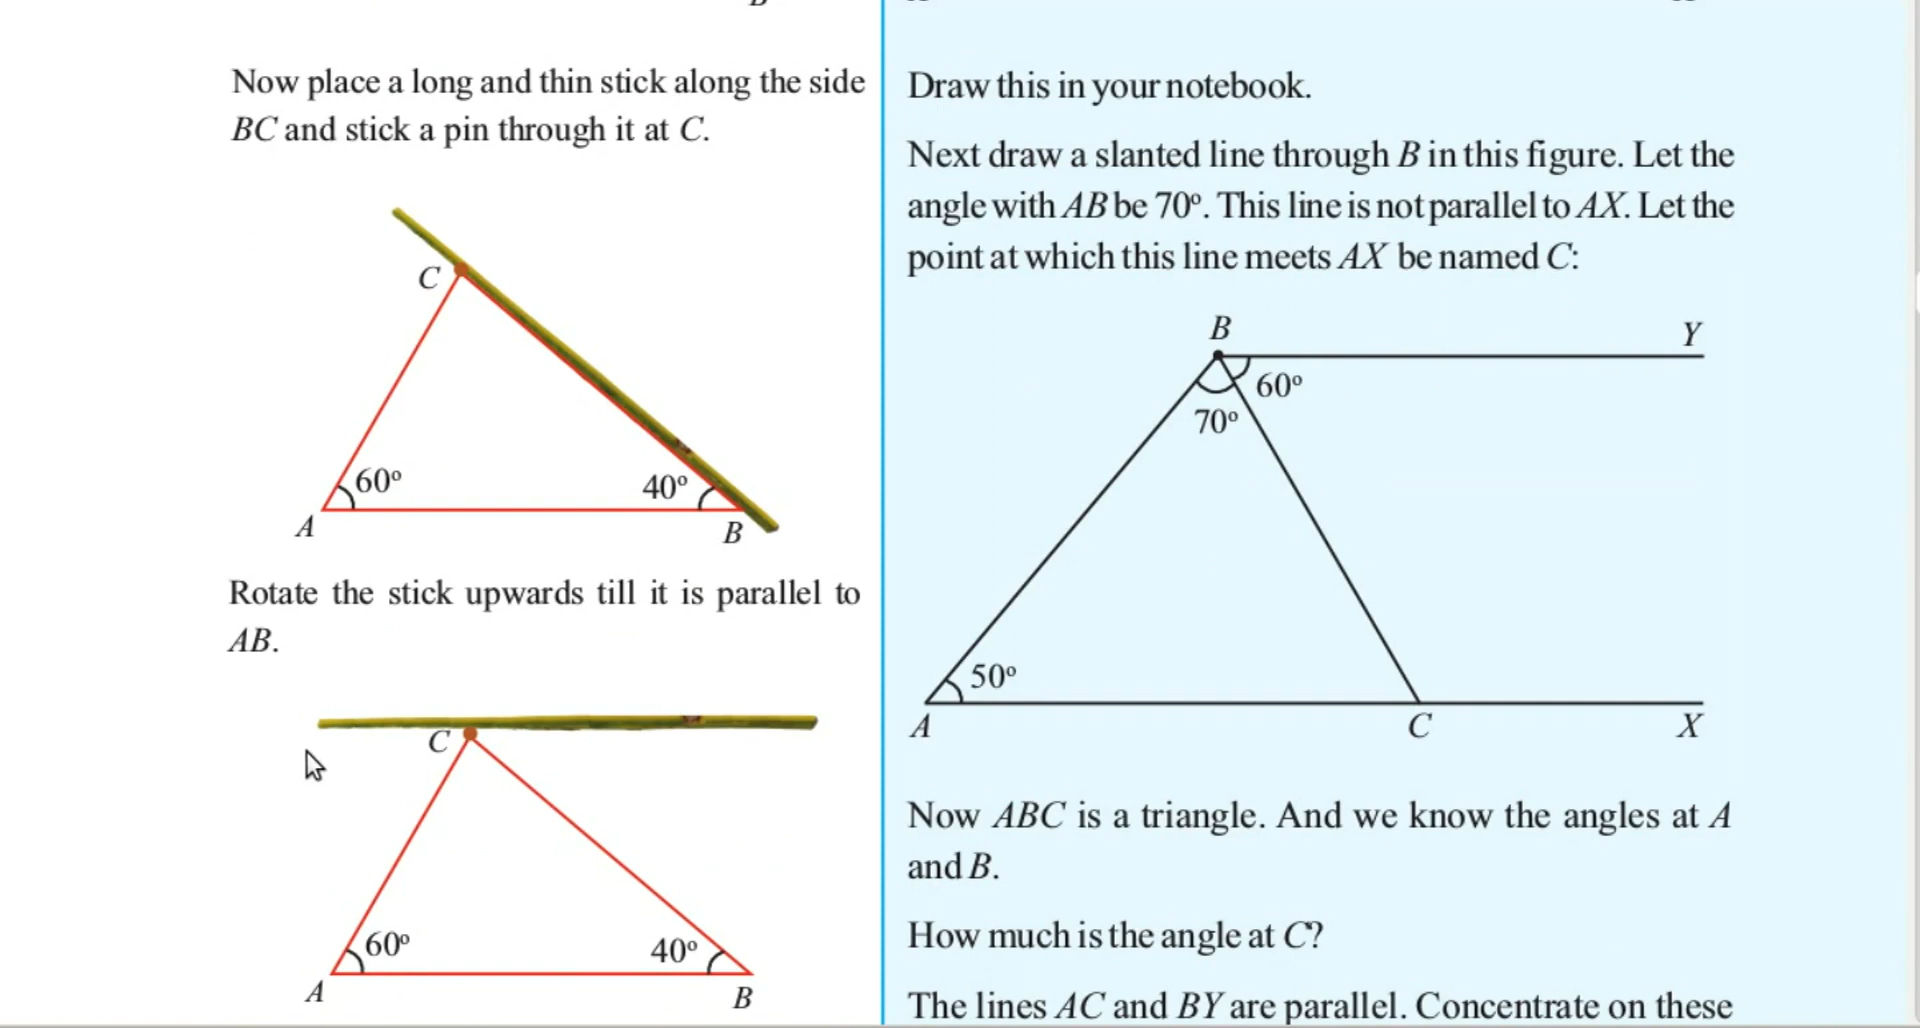 Now place a long and thin stick along the side
BC and stick a pin through it at C.
C
60°
40°
A
B
Rotate the stick upwards till it is parallel to
AB.
C
60°
40°
A
B
Draw this in your notebook.
Next draw a slanted line through B in this figure. Let the
angle with AB be 70°. This line is not parallel to AX. Let the
point at which this line meets AX be named C:
B
Y
60°
70°
50°
A
C
X
Now ABC is a triangle. And we know the angles at A
and B.
How much is the angle at C?
The lines AC and BY are parallel. Concentrate on these